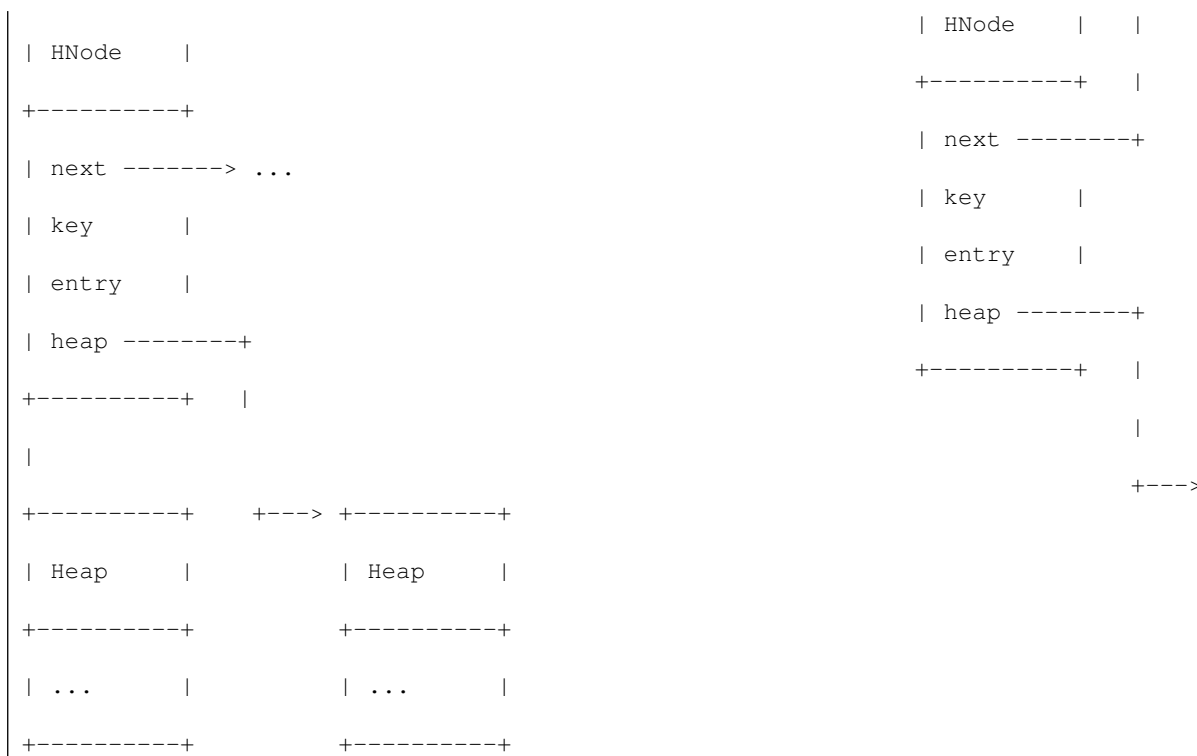 | HNode    |
+----------+
| next -------> ...
| key      |
| entry    |
| heap --------+
+----------+   |
|
+----------+    +---> +----------+
| Heap     |          | Heap     |
+----------+          +----------+
| ...      |          | ...      |
+----------+          +----------+
| HNode    |   |
+----------+   |
| next --------+
| key      |
| entry    |
| heap --------+
+----------+   |
|
+--->